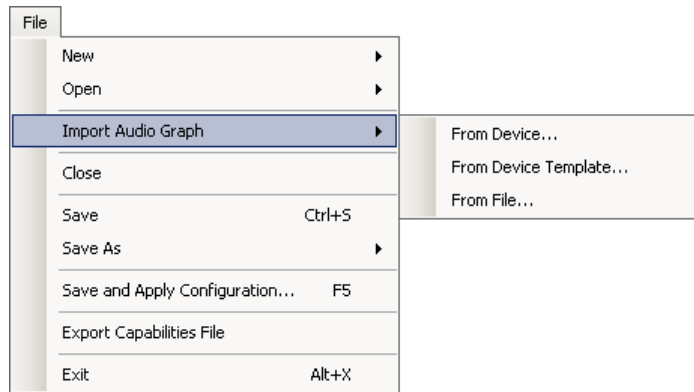 File
New
Open
Import Audio Graph
From Device...
From Device Template...
From File...
Close
Save Ctrl+S
Save As
Save and Apply Configuration... F5
Export Capabilities File
Exit Alt+X